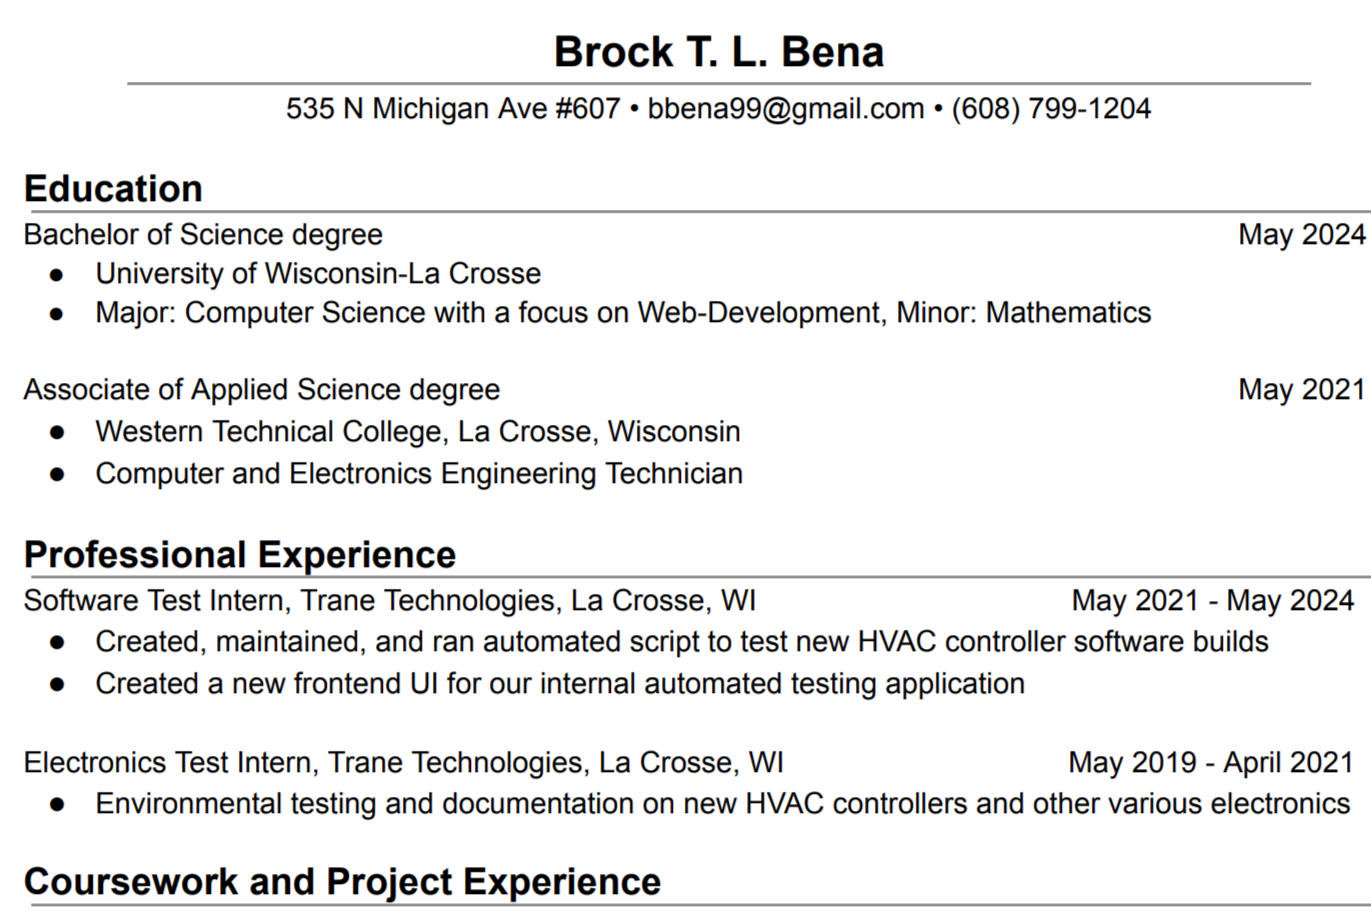 Brock T. L. Bena
535 N Michigan Ave #607 • bbena99@gmail.com • (608) 799-1204
Education
Bachelor of Science degree May 2024
● University of Wisconsin-La Crosse
● Major: Computer Science with a focus on Web-Development, Minor: Mathematics
Associate of Applied Science degree May 2021
● Western Technical College, La Crosse, Wisconsin
● Computer and Electronics Engineering Technician
Professional Experience
Software Test Intern, Trane Technologies, La Crosse, WI May 2021 - May 2024
● Created, maintained, and ran automated script to test new HVAC controller software builds
● Created a new frontend UI for our internal automated testing application
Electronics Test Intern, Trane Technologies, La Crosse, WI May 2019 - April 2021
● Environmental testing and documentation on new HVAC controllers and other various electronics
Coursework and Project Experience